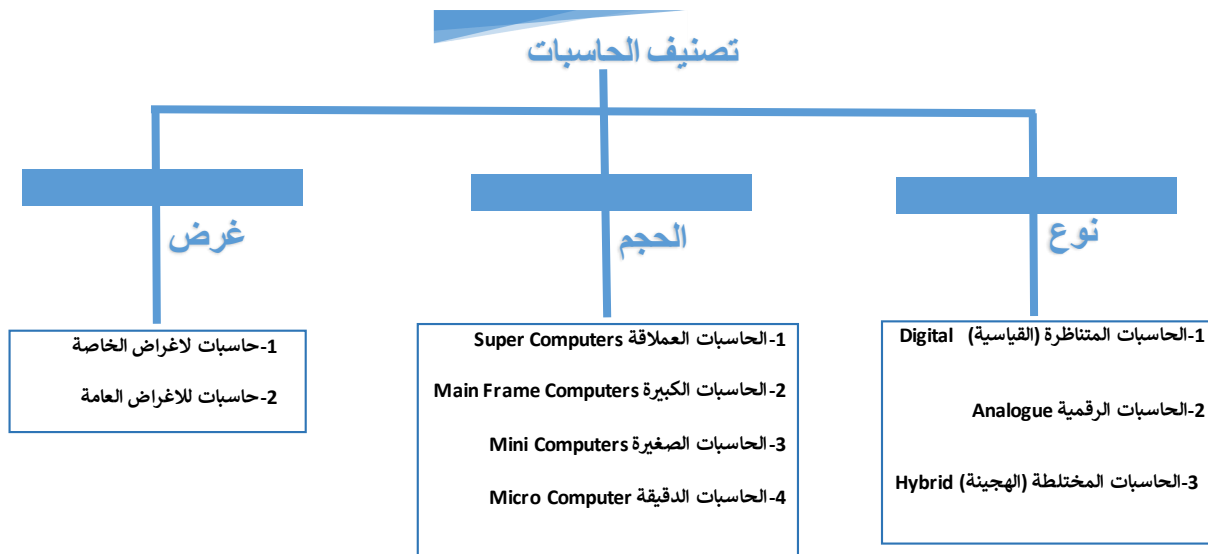 تصنيف الحاسبات
نوع
الحجم
غرض
1-الحاسبات المتناظرة (القياسية) Digital
2-الحاسبات الرقمية Analogue
3-الحاسبات المختلطة (الهجينة) Hybrid
1-الحاسبات العملاقة Super Computers
2-الحاسبات الكبيرة Main Frame Computers
3-الحاسبات الصغيرة Mini Computers
4-الحاسبات الدقيقة Micro Computer
1-حاسبات لاغراض الخاصة
2-حاسبات للاغراض العامة